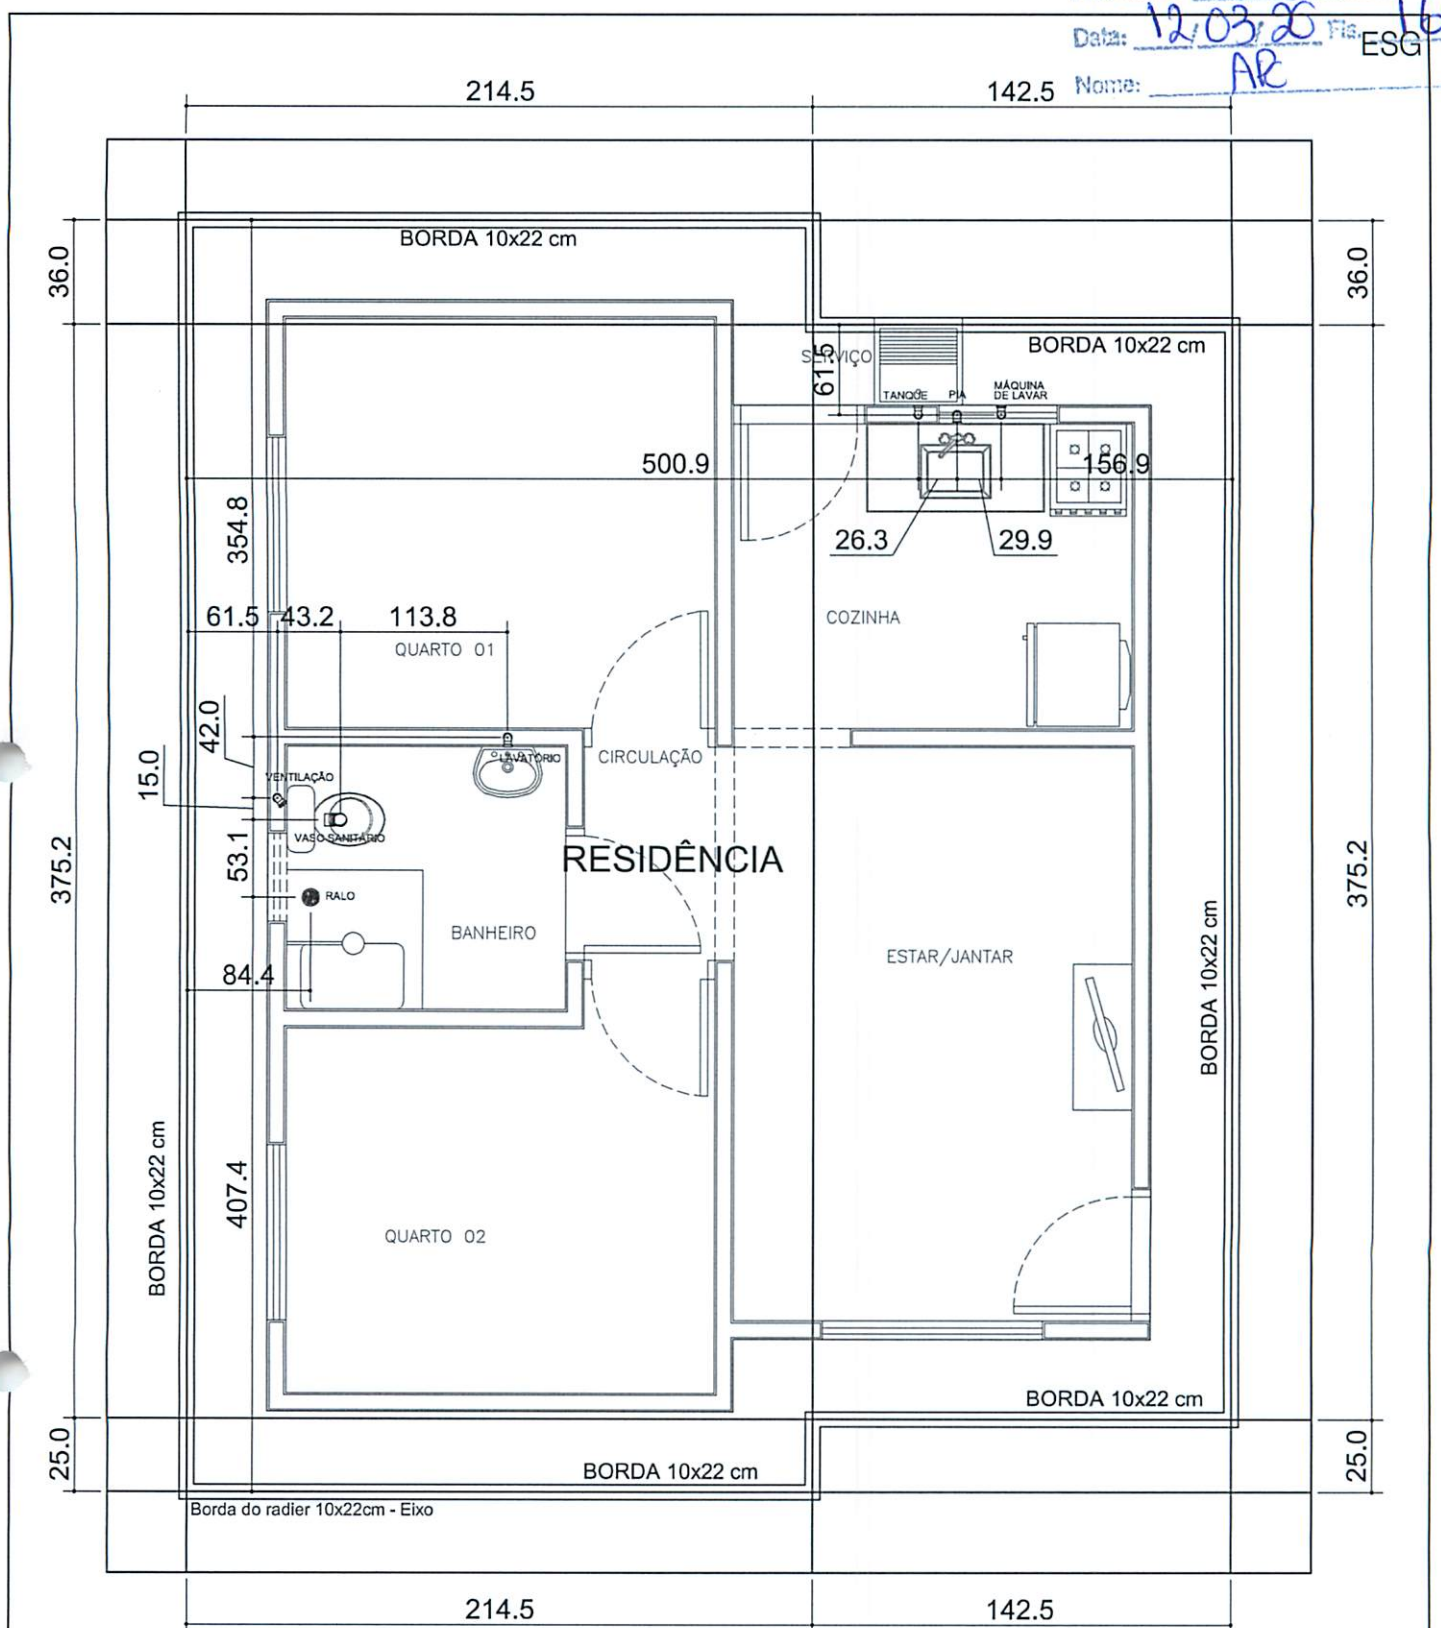 Data: 12/03/26 Fls. 16
ESG
Nome: ARC
214.5
142.5
36.0
BORDA 10x22 cm
36.0
BORDA 10x22 cm
SERVIÇO
61.5
TANQUE
PIA
MÁQUINA
DE LAVAR
500.9
156.9
354.8
26.3
29.9
61.5
43.2
113.8
COZINHA
QUARTO 01
42.0
15.0
LAVATÓRIO
CIRCULAÇÃO
VENTILAÇÃO
VASO SANITÁRIO
53.1
RESIDÊNCIA
375.2
375.2
RALO
BANHEIRO
BORDA 10x22 cm
ESTAR/JANTAR
84.4
BORDA 10x22 cm
407.4
QUARTO 02
BORDA 10x22 cm
25.0
25.0
BORDA 10x22 cm
Borda do radier 10x22cm - Eixo
214.5
142.5